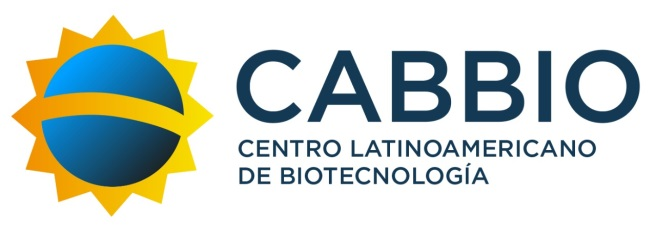 CABBIO
CENTRO LATINOAMERICANO
DE BIOTECNOLOGÍA